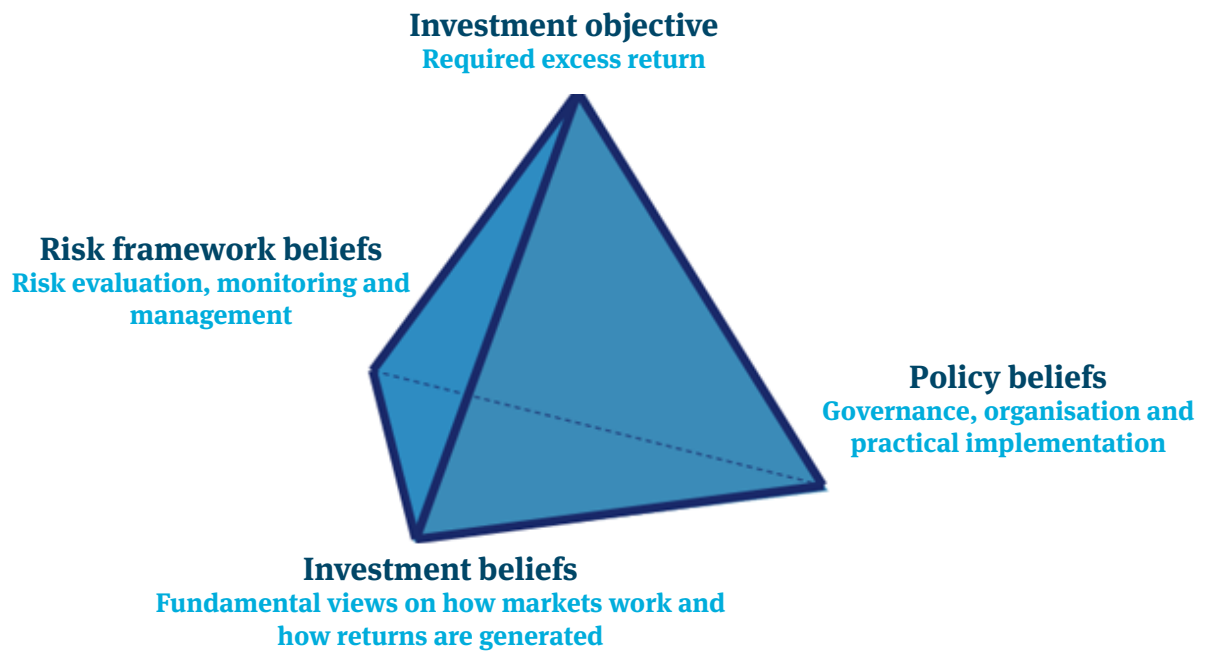 Investment objective
Required excess return
Risk framework beliefs
Risk evaluation, monitoring and
management
Policy beliefs
Governance, organisation and
practical implementation
Investment beliefs
Fundamental views on how markets work and
how returns are generated